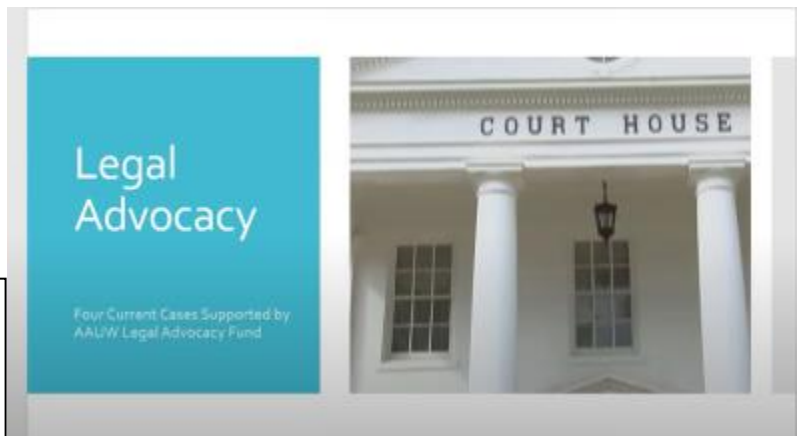 Legal
Advocacy
Four Current Cases Supported by
AAUW Legal Advocacy Fund
COURT HOUSE